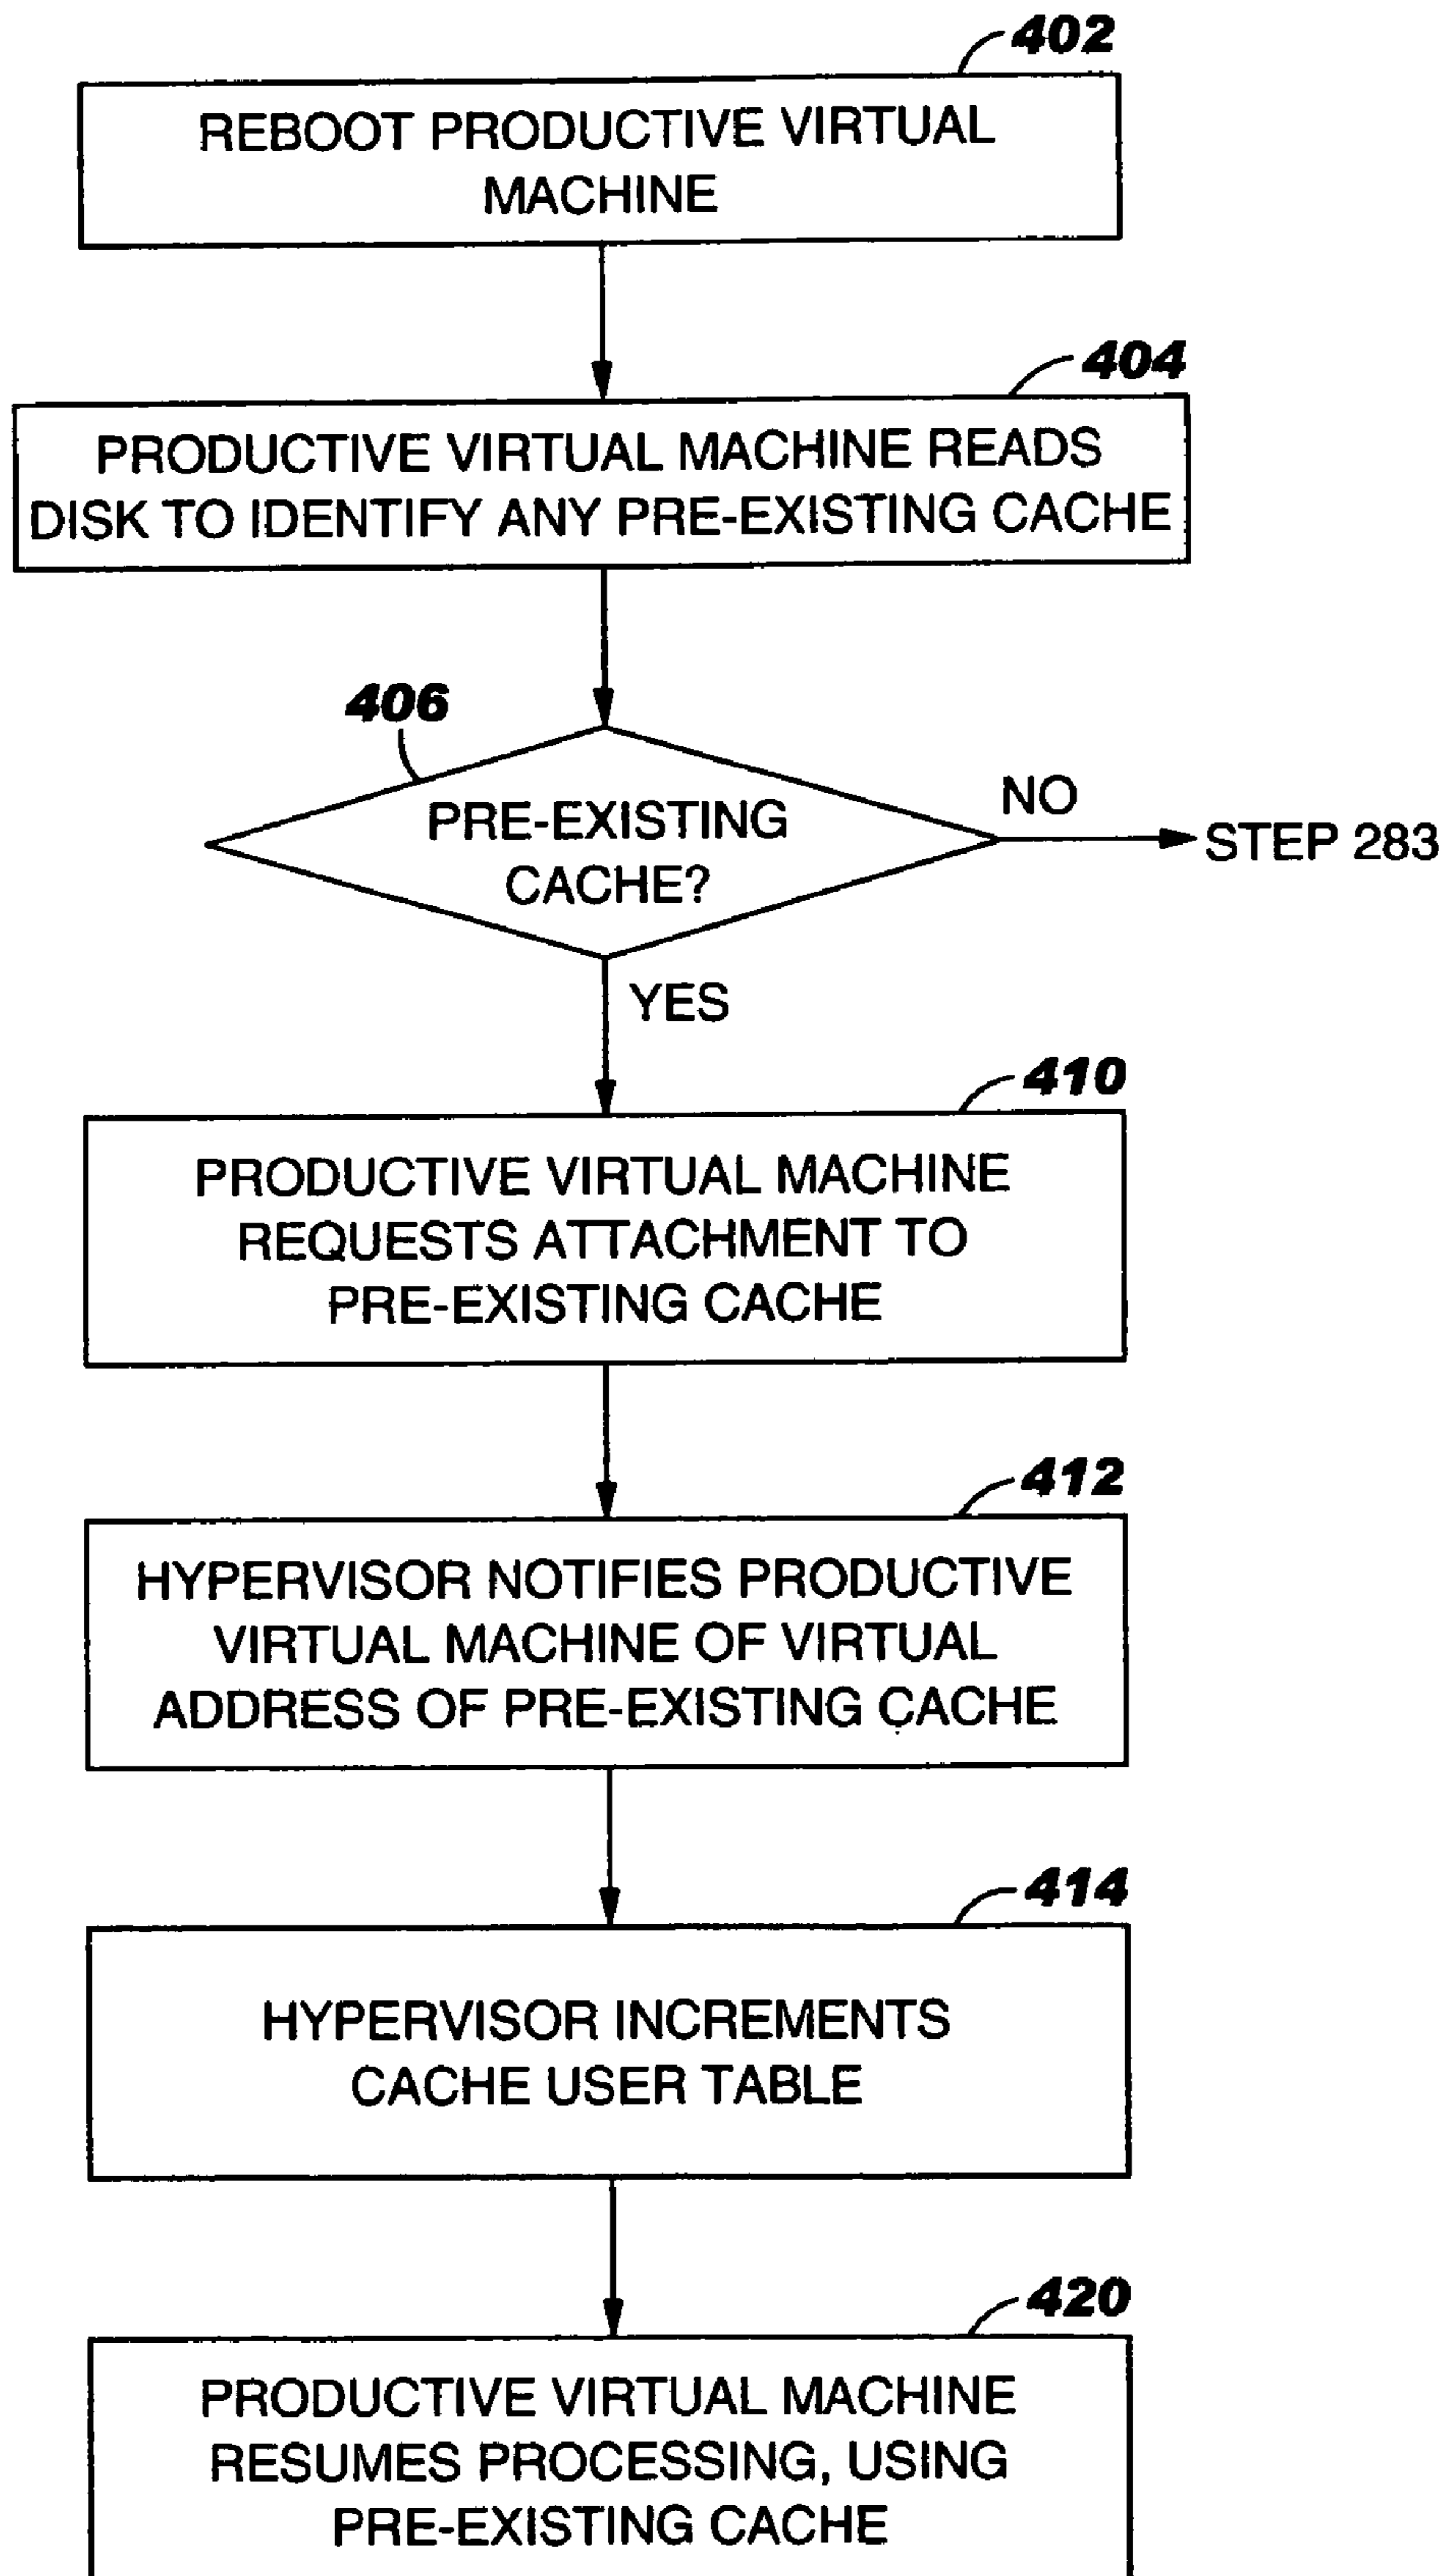 402
REBOOT PRODUCTIVE VIRTUAL
MACHINE
404
PRODUCTIVE VIRTUAL MACHINE READS
DISK TO IDENTIFY ANY PRE-EXISTING CACHE
406
PRE-EXISTING
CACHE?
NO
STEP 283
YES
410
PRODUCTIVE VIRTUAL MACHINE
REQUESTS ATTACHMENT TO
PRE-EXISTING CACHE
412
HYPERVISOR NOTIFIES PRODUCTIVE
VIRTUAL MACHINE OF VIRTUAL
ADDRESS OF PRE-EXISTING CACHE
414
HYPERVISOR INCREMENTS
CACHE USER TABLE
420
PRODUCTIVE VIRTUAL MACHINE
RESUMES PROCESSING, USING
PRE-EXISTING CACHE